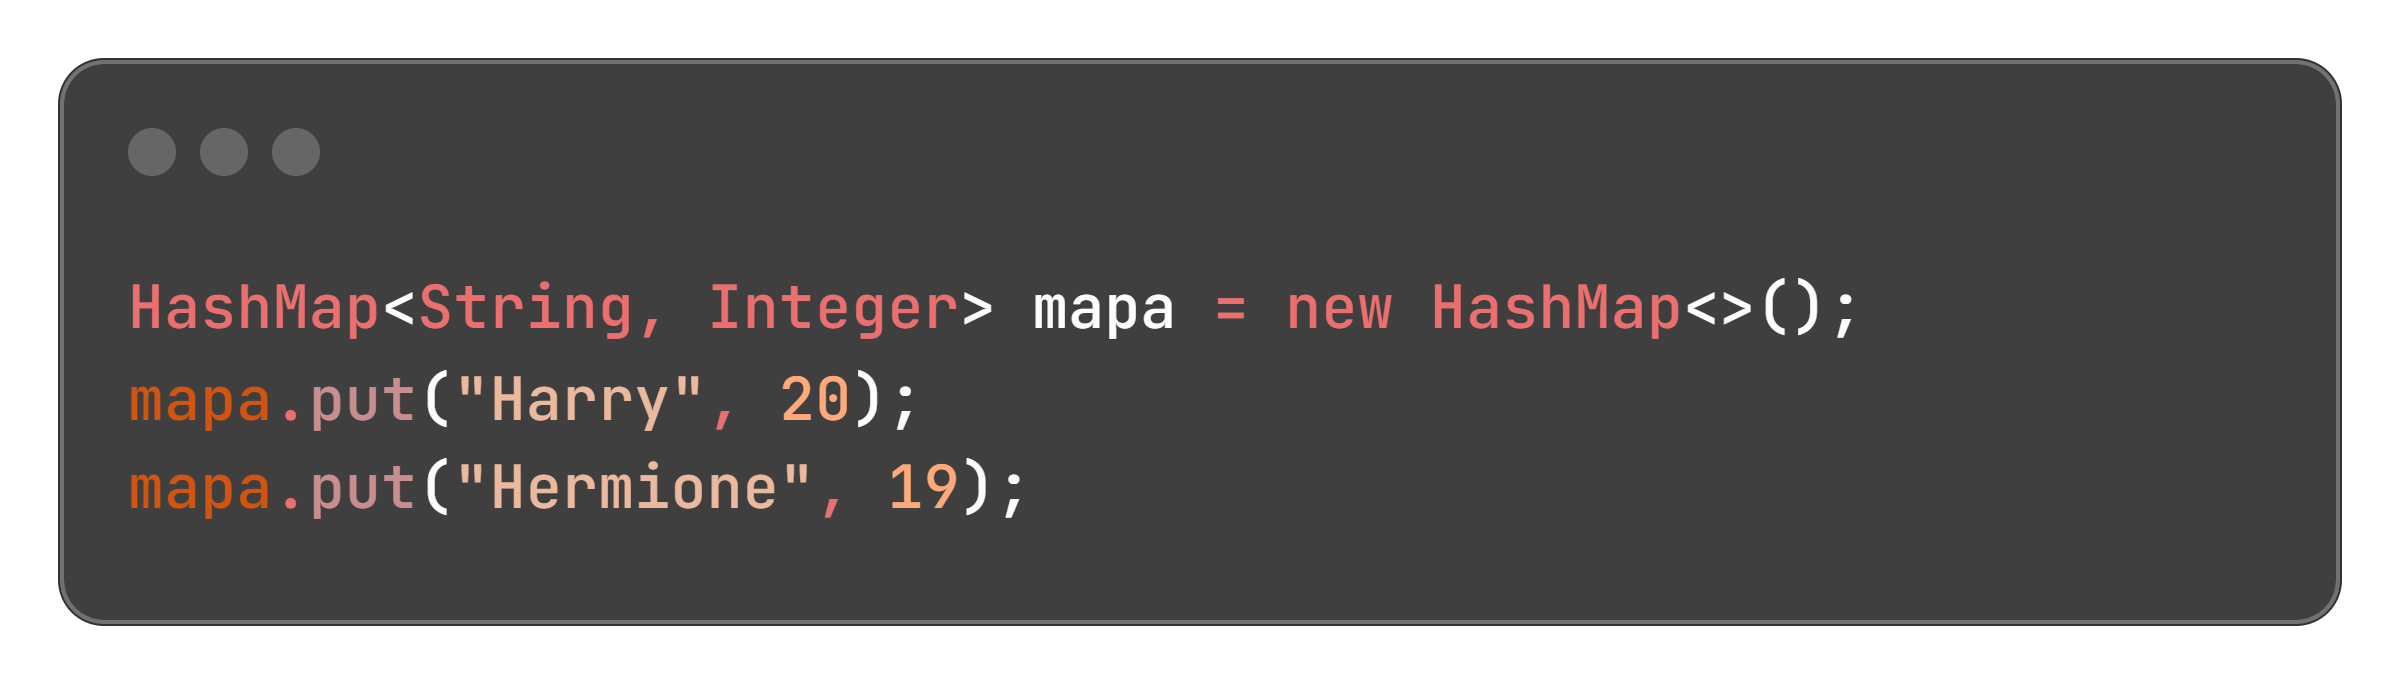 HashMap<String, Integer> mapa = new HashMap<>();
mapa.put("Harry", 20);
mapa.put("Hermione", 19);